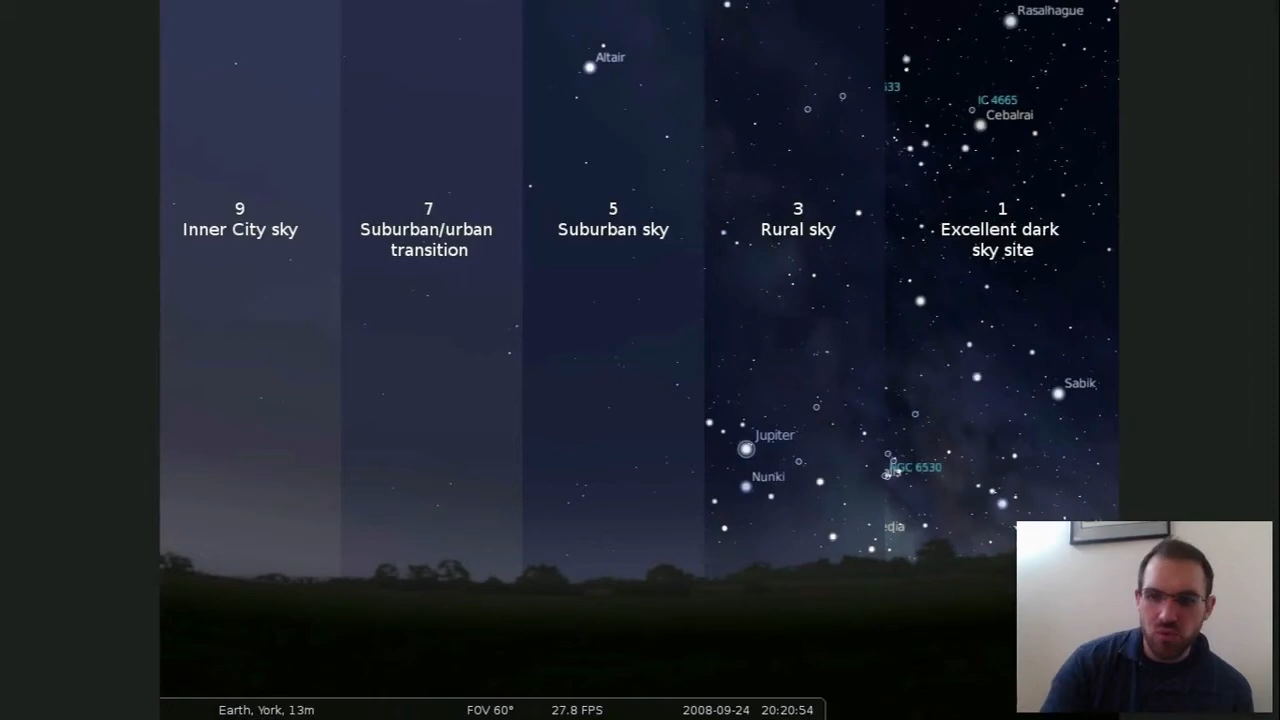 Rasalhague
Altair
IC 4665
Cebalrai
9
Inner City sky
7
Suburban/urban
transition
5
Suburban sky
3
Rural sky
1
Excellent dark
sky site
Sabik
Jupiter
NGC 6530
Nunki
Earth, York, 13m
FOV 60°
27.8 FPS
2008-09-24 20:20:54